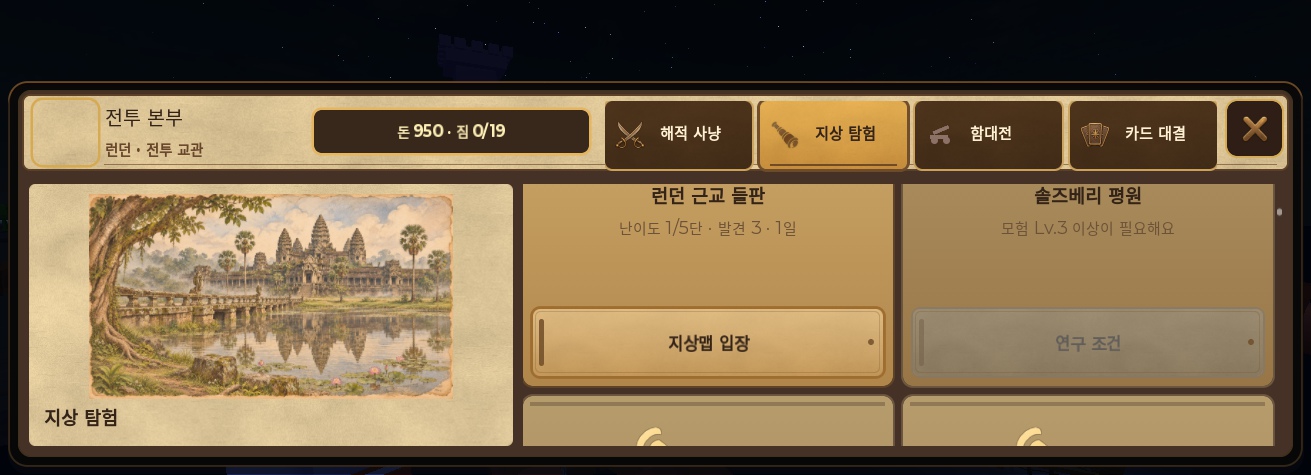 전투 본부
런던 · 전투 교관
돈 950 · 짐 0/19
해적 사냥
지상 탐험
함대전
카드 대결
지상 탐험
런던 근교 들판
난이도 1/5단 · 발견 3 · 1일
지상맵 입장
솔즈베리 평원
모험 Lv.3 이상이 필요해요
연구 조건